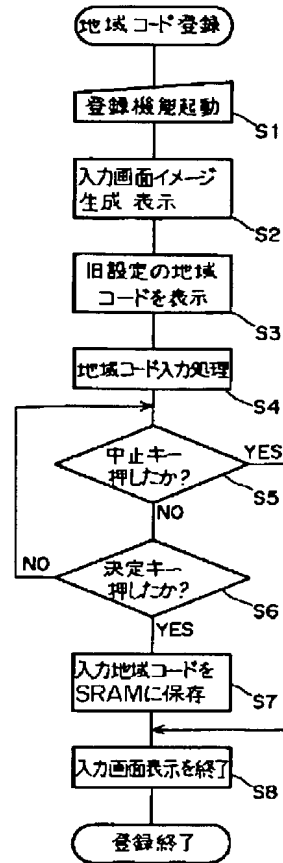 地域コード登録
登録機能起動
S1
入力画面イメージ
生成 表示
S2
旧設定の地域
コードを表示
S3
地域コード入力処理
S4
中止キー
押したか?
YES
S5
NO
決定キー
押したか?
NO
S6
YES
入力地域コードを
SRAMに保存
S7
入力画面表示を終了
S8
登録終了